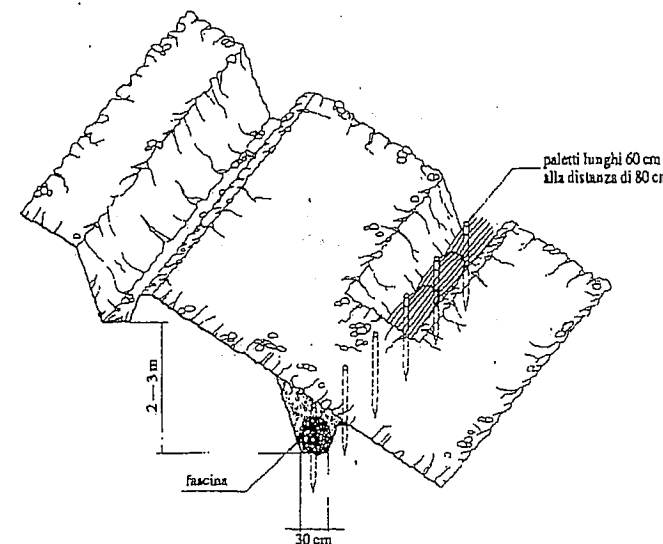 paletti lunghi 60 cm
alla distanza di 80 cm
2 — 3 m
fascina
30 cm